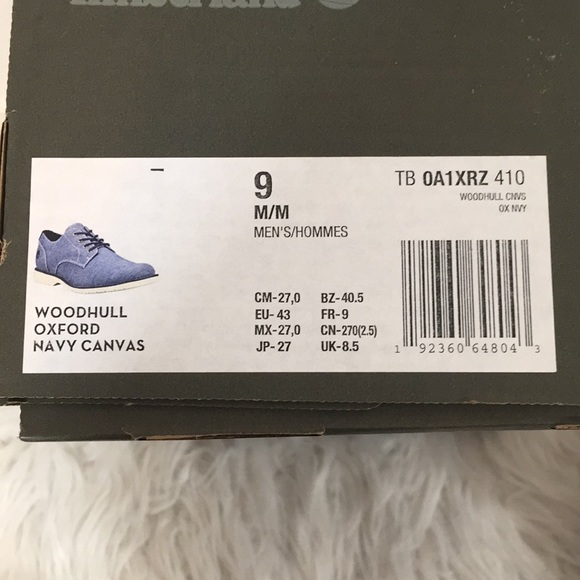 Timberland
9
M/M
MEN'S/HOMMES
TB 0A1XRZ 410
WOODHULL CNVS
OX NVY
WOODHULL
OXFORD
NAVY CANVAS
CM-27,0 BZ-40.5
EU- 43 FR-9
MX-27,0 CN-270(2.5)
JP- 27 UK-8.5
1 92360 64804 3